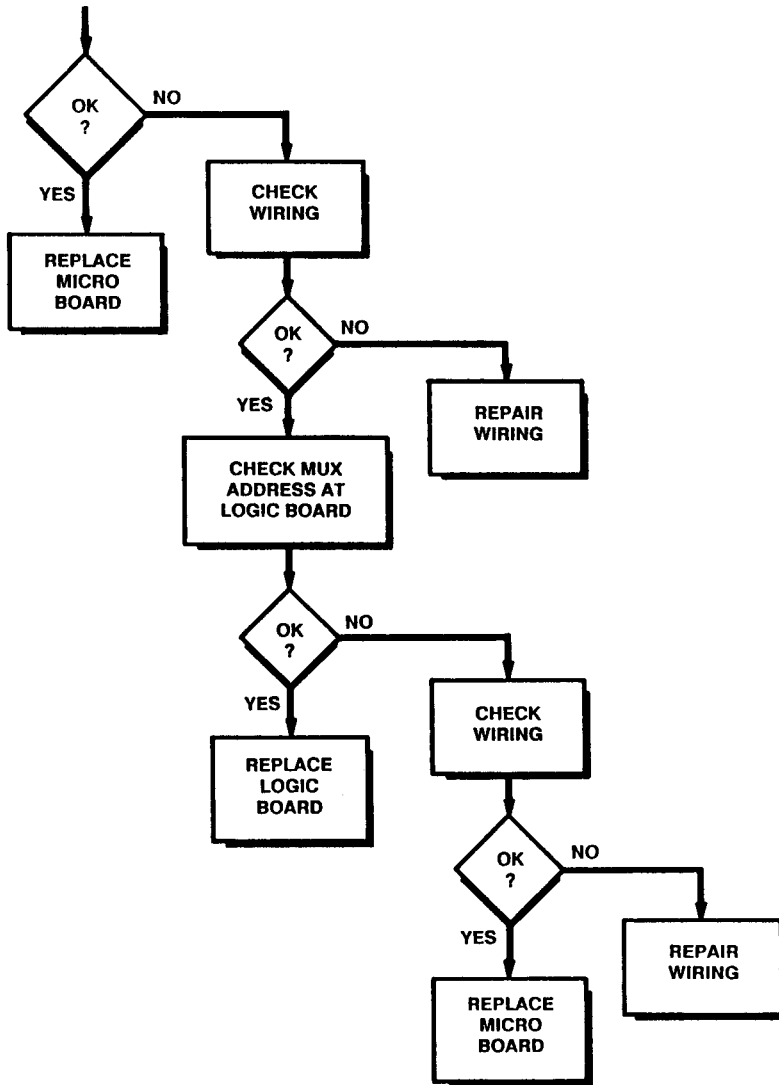 OK
?
NO
YES
REPLACE
MICRO
BOARD
CHECK
WIRING
OK
?
NO
YES
REPAIR
WIRING
CHECK MUX
ADDRESS AT
LOGIC BOARD
OK
?
NO
YES
REPLACE
LOGIC
BOARD
CHECK
WIRING
OK
?
NO
YES
REPAIR
WIRING
REPLACE
MICRO
BOARD